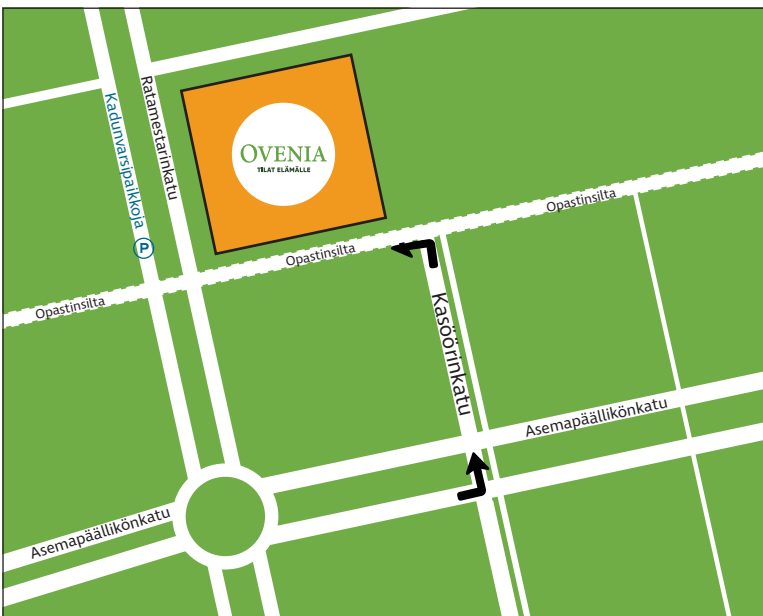 Kadunvarsipaikkoja
P
Ratamestarinkatu
OVENIA
TILAT ELÄMÄLLE
Opastinsilta
Opastinsilta
Opastinsilta
Kasöörinkatu
Asemapäällikönkatu
Asemapäällikönkatu